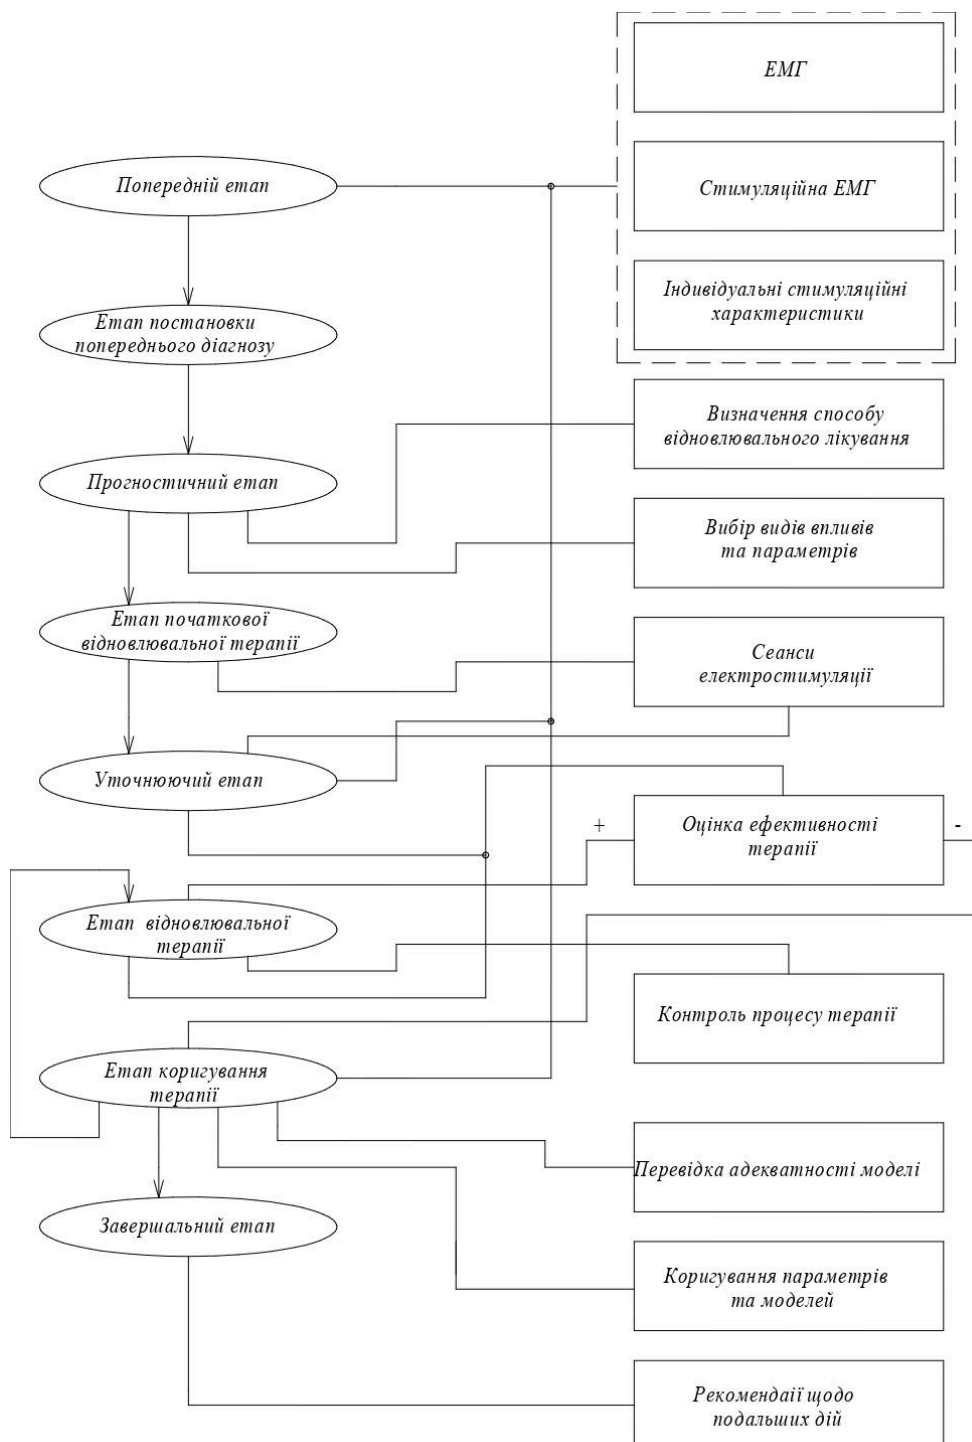 ЕМГ
Попередній етап
Стимуляційна ЕМГ
Індивідуальні стимуляційні
характеристики
Етап постановки
попереднього діагнозу
Визначення способу
відновлювального лікування
Прогностичний етап
Вибір видів впливів
та параметрів
Етап початкової
відновлювальної терапії
Сеанси
електростимуляції
Уточнюючий етап
+
Оцінка ефективності
терапії
-
Етап відновлювальної
терапії
Контроль процесу терапії
Етап коригування
терапії
Перевідка адекватності моделі
Завершальний етап
Коригування параметрів
та моделей
Рекомендаії щодо
подальших дій